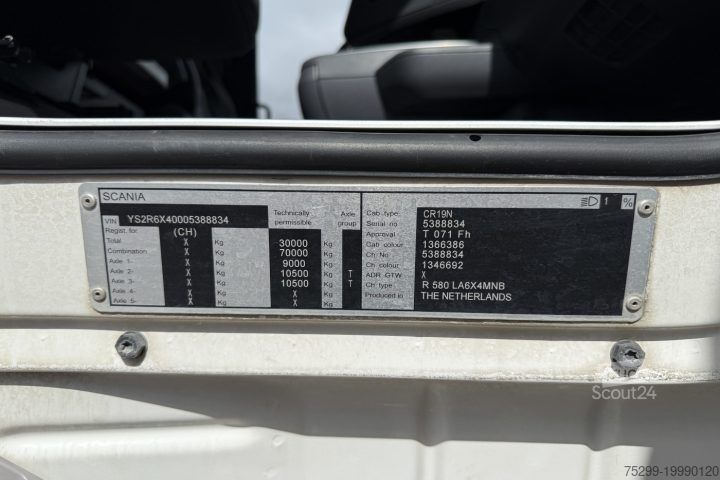 SCANIA 1 %
VIN YS2R6X40005388834 Technically permissible Axle group
Regist. for (CH)
Total X Kg 30000 Kg
Combination X Kg 70000 Kg
Axle 1- X Kg 9000 Kg
Axle 2- X Kg 10500 Kg T
Axle 3- X Kg 10500 Kg T
Axle 4- X Kg X Kg
Axle 5- X Kg X Kg
Cab type CR19N
Serial no 5388834
Approval T 071 Fh
Cab colour 1366386
Ch No 5388834
Ch colour 1346692
ADR GTW X
Ch type R 580 LA6X4MNB
Produced in THE NETHERLANDS
Scout24
75299-19990120